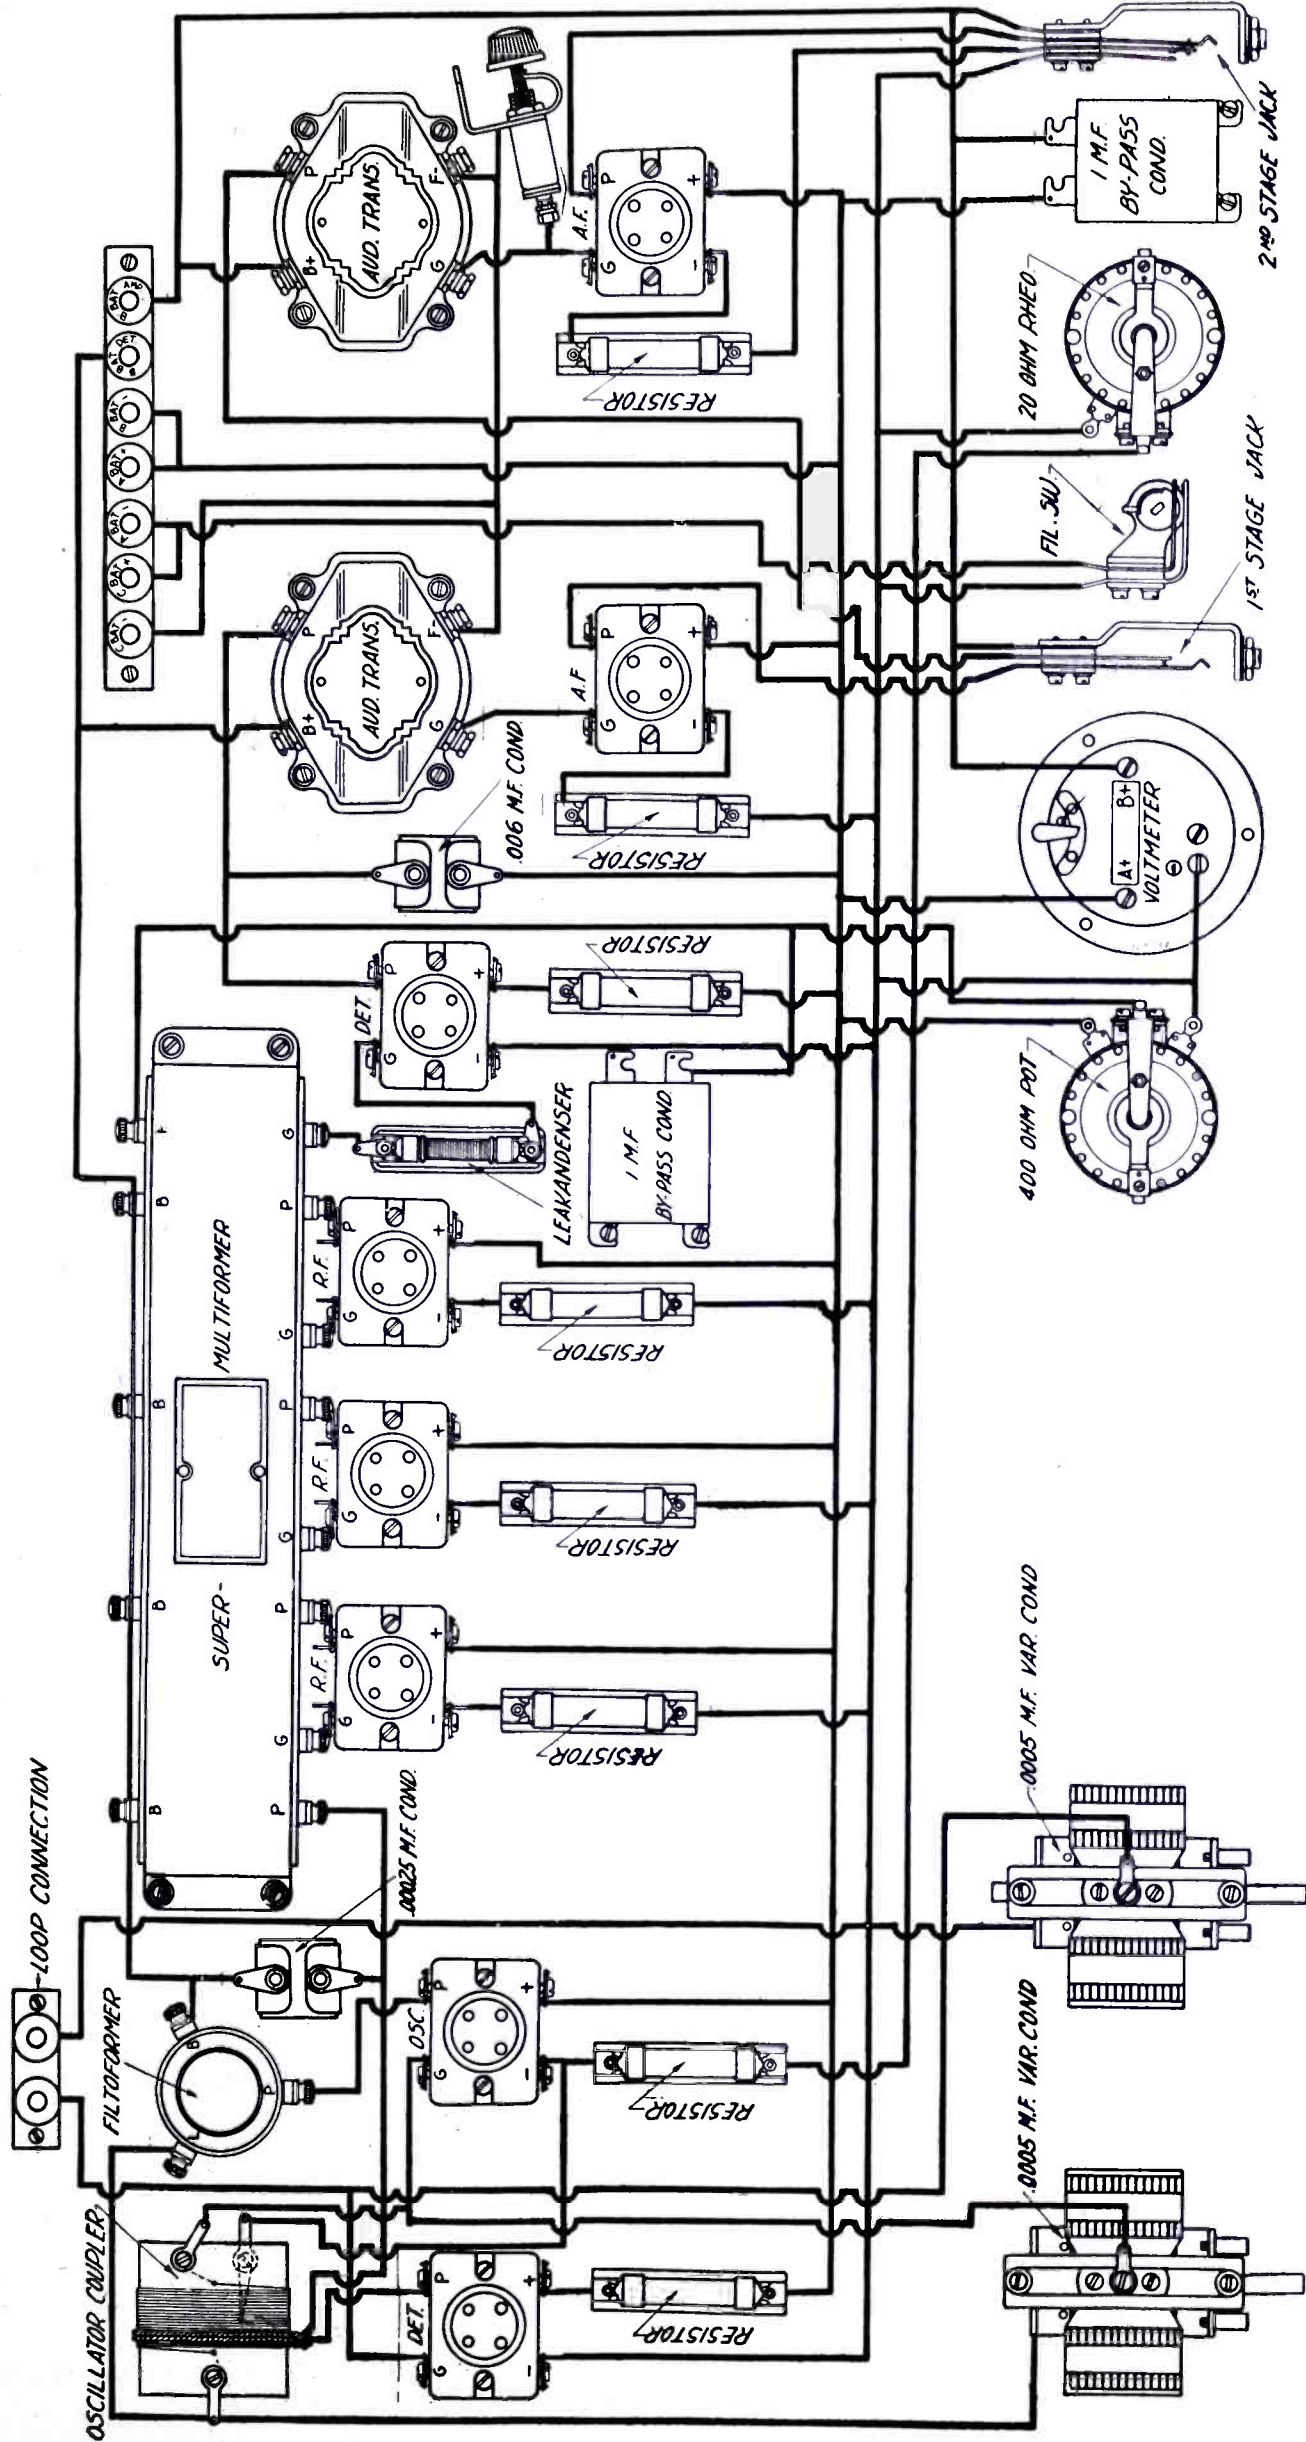 LOOP CONNECTION
OSCILLATOR COUPLER
FILTOFORMER
B
L
P
.00025 M.F. COND.
SUPER-
MULTIFORMER
B
B
B
B
+
P
G
P
G
P
G
P
G
C BAT -
C BAT +
A BAT -
A BAT +
B BAT -
B BAT DET
B BAT AMP
AUD. TRANS.
B+
P
G
F-
AUD. TRANS.
B+
P
G
F-
DET.
G
P
-
+
OSC.
G
P
-
+
R.F.
G
P
-
+
R.F.
G
P
-
+
R.F.
G
P
-
+
DET.
G
P
-
+
A.F
G
P
-
+
A.F.
G
P
-
+
LEAKANDENSER
.006 M.F. COND.
1 M.F.
BY-PASS COND.
RESISTOR
RESISTOR
RESISTOR
RESISTOR
RESISTOR
RESISTOR
RESISTOR
RESISTOR
.0005 M.F. VAR. COND
.0005 M.F. VAR. COND
400 OHM POT
A+
B+
VOLTMETER
⊖
1ST STAGE JACK
FIL. SW.
20 OHM RHEO.
1 M.F.
BY-PASS
COND.
2ND STAGE JACK